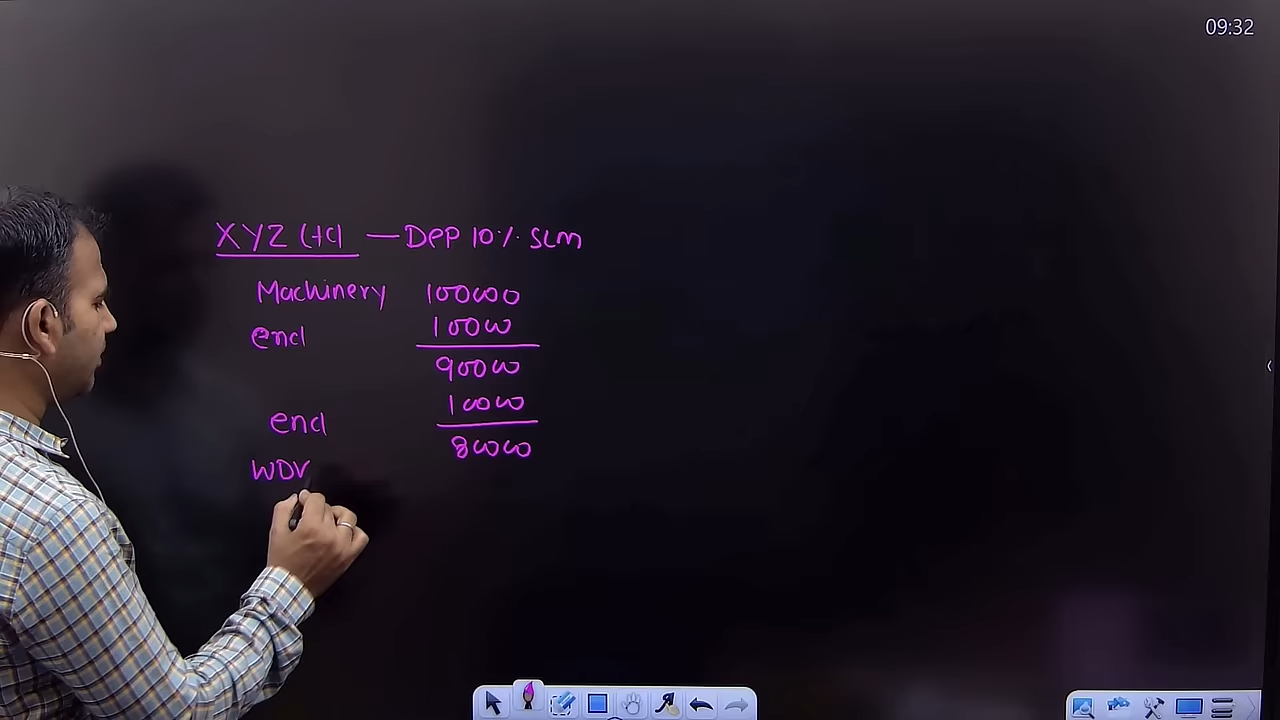 09:32
XYZ Ltd — Dep 10% SLM
Machinery 100000
end 10000
90000
10000
end
80000
WDV